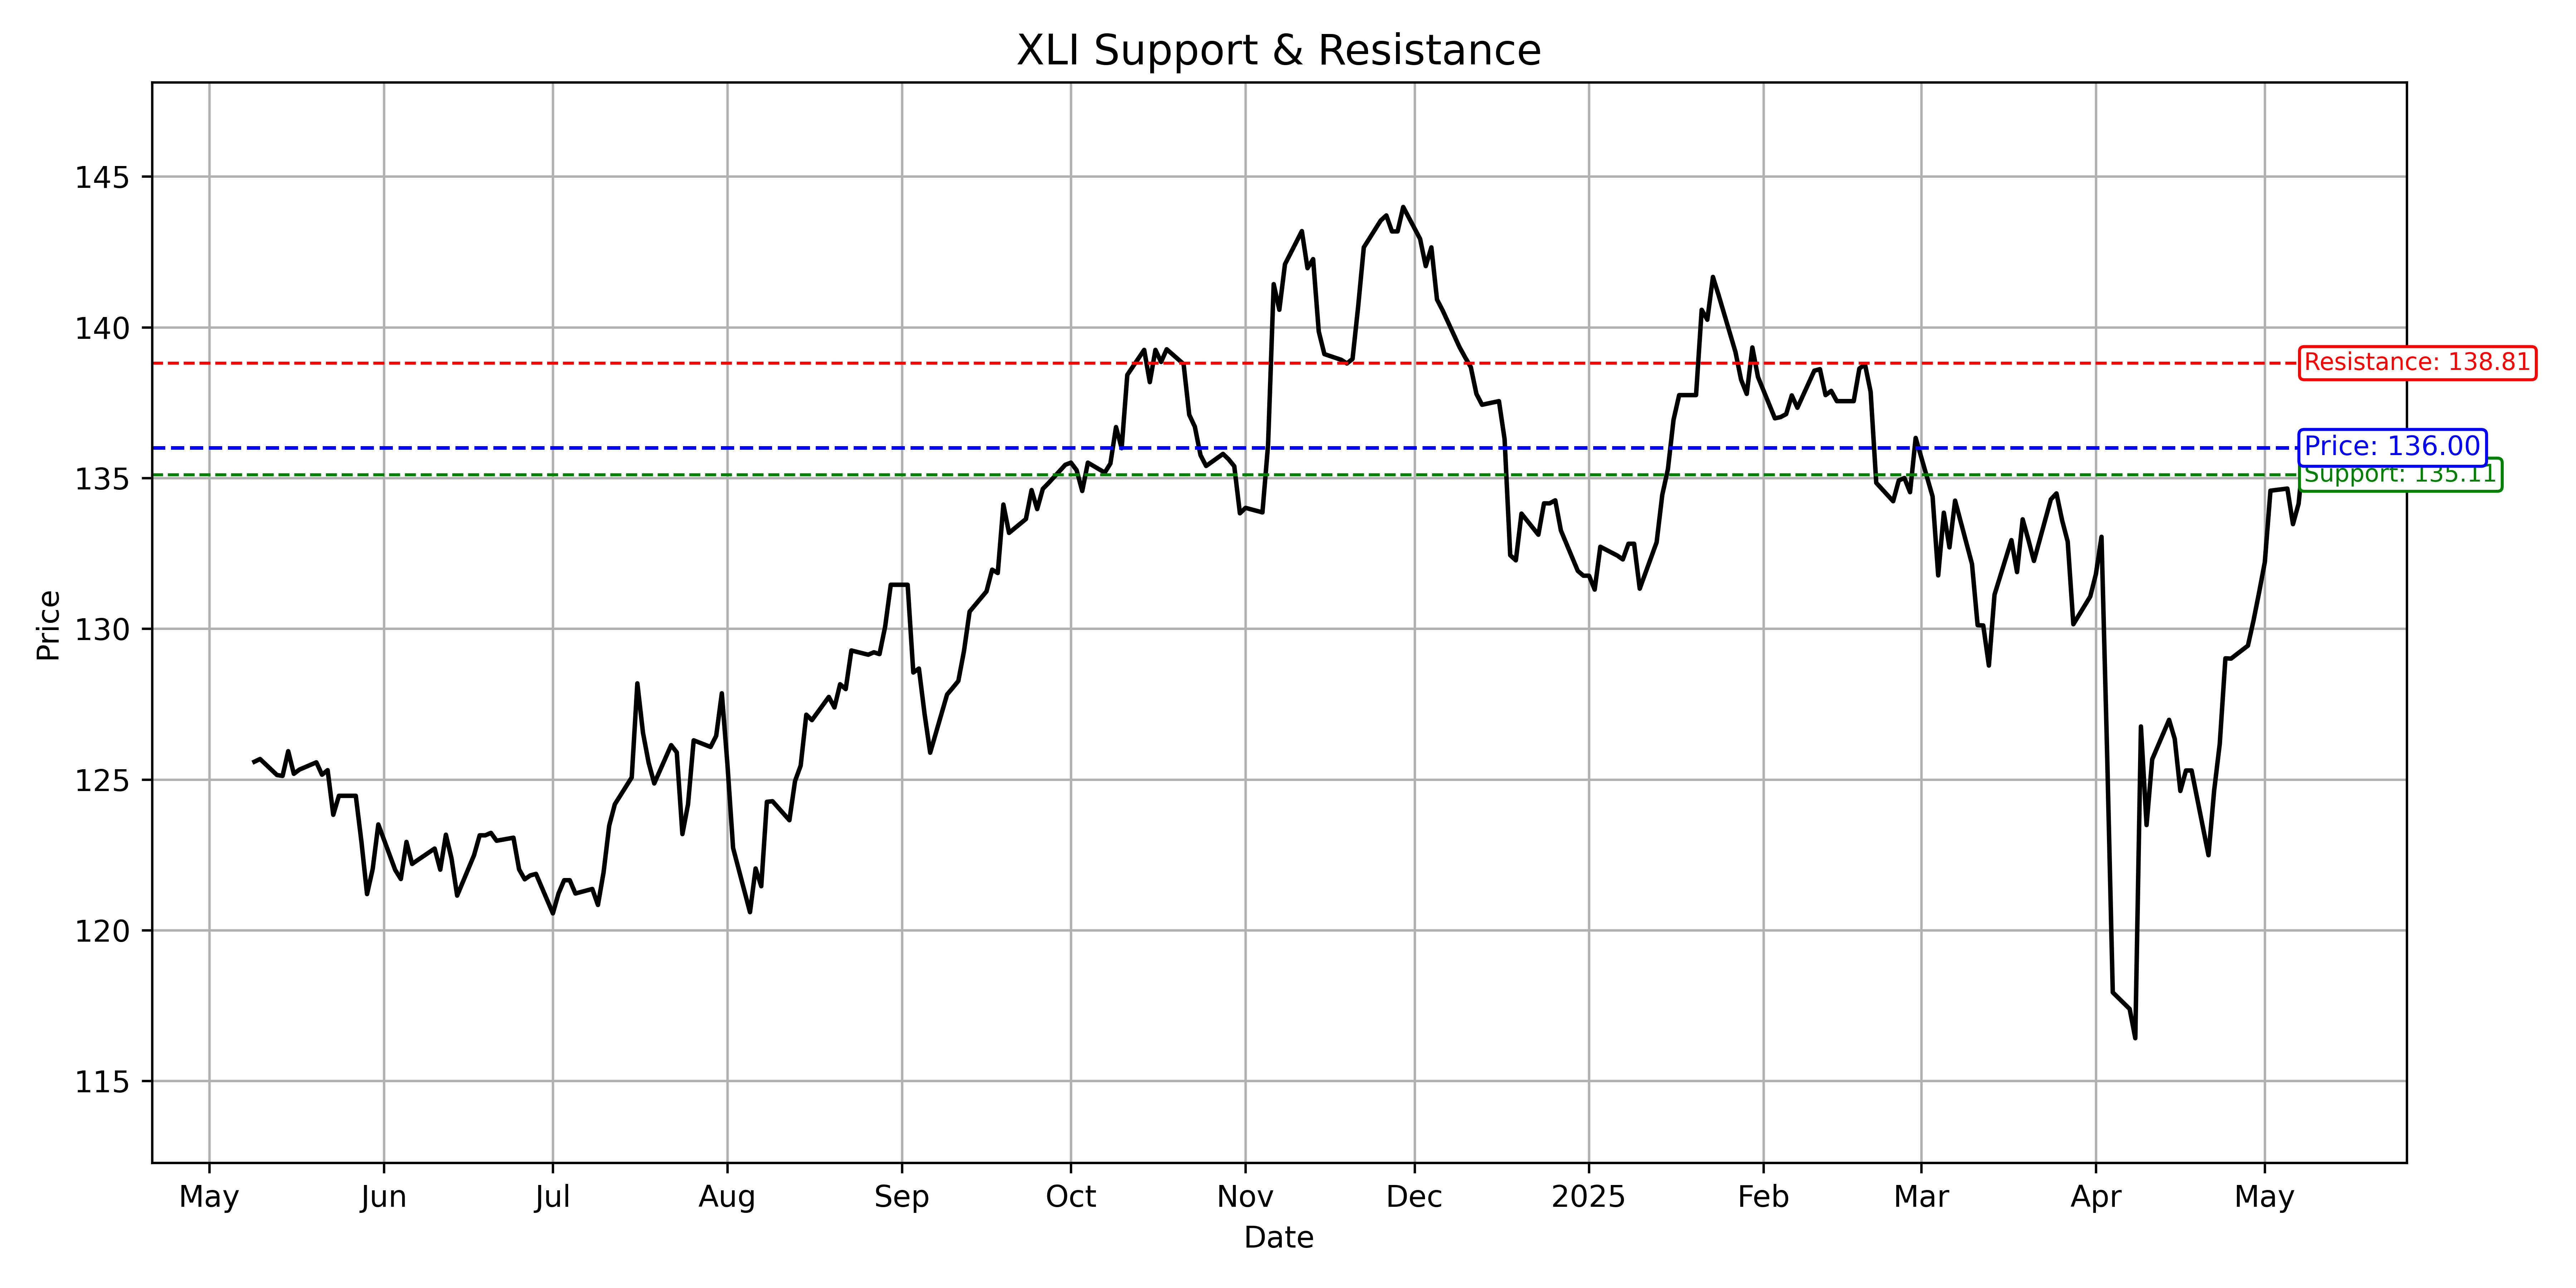 XLI Support & Resistance
Price
145
140
135
130
125
120
115
Resistance: 138.81
Price: 136.00
Support: 135.11
May Jun Jul Aug Sep Oct Nov Dec 2025 Feb Mar Apr May
Date